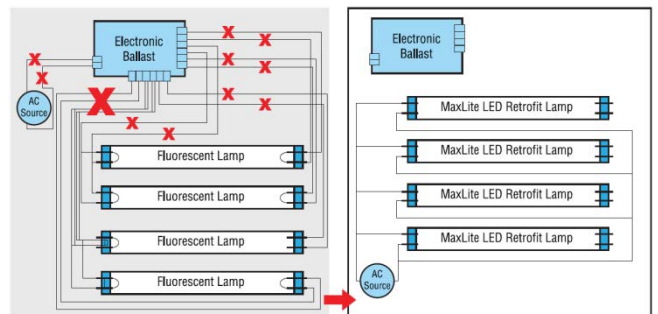 Electronic
Ballast
AC
Source
Fluorescent Lamp
Fluorescent Lamp
Fluorescent Lamp
Fluorescent Lamp
Electronic
Ballast
MaxLite LED Retrofit Lamp
MaxLite LED Retrofit Lamp
MaxLite LED Retrofit Lamp
MaxLite LED Retrofit Lamp
AC
Source